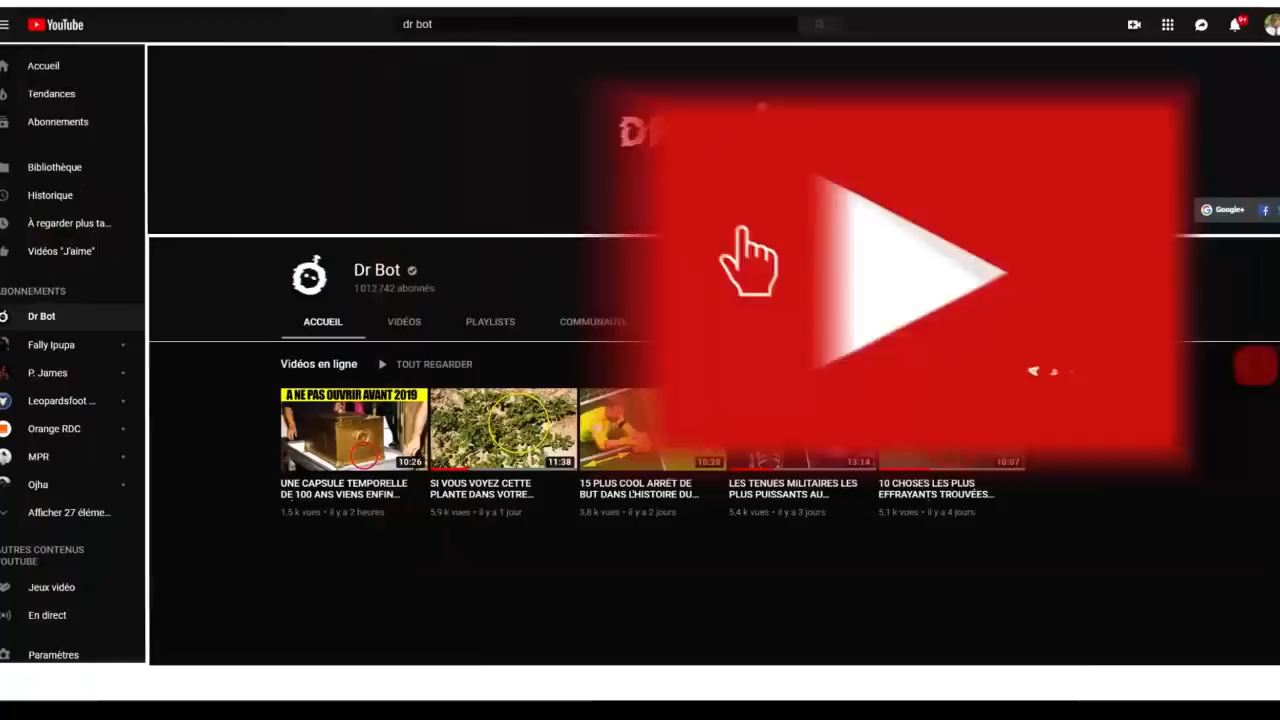 YouTube
dr bot
9+
Accueil
Tendances
Abonnements
Bibliothèque
Historique
À regarder plus ta...
Vidéos "J'aime"
Google+
ABONNEMENTS
Dr Bot
Fally Ipupa
P. James
Leopardsfoot ...
Orange RDC
MPR
Ojha
Afficher 27 éléme...
AUTRES CONTENUS
YOUTUBE
Jeux vidéo
En direct
Paramètres
Dr Bot
1 012 742 abonnés
ACCUEIL VIDÉOS PLAYLISTS COMMUNAUTÉ
Vidéos en ligne TOUT REGARDER
A NE PAS OUVRIR AVANT 2019
10:26 11:38 10:28 13:14 10:07
UNE CAPSULE TEMPORELLE
DE 100 ANS VIENS ENFIN...
1.5 k vues • il y a 2 heures
SI VOUS VOYEZ CETTE
PLANTE DANS VOTRE...
5.9 k vues • il y a 1 jour
15 PLUS COOL ARRÊT DE
BUT DANS L'HISTOIRE DU...
3.8 k vues • il y a 2 jours
LES TENUES MILITAIRES LES
PLUS PUISSANTS AU...
5.4 k vues • il y a 3 jours
10 CHOSES LES PLUS
EFFRAYANTS TROUVÉES...
5.1 k vues • il y a 4 jours